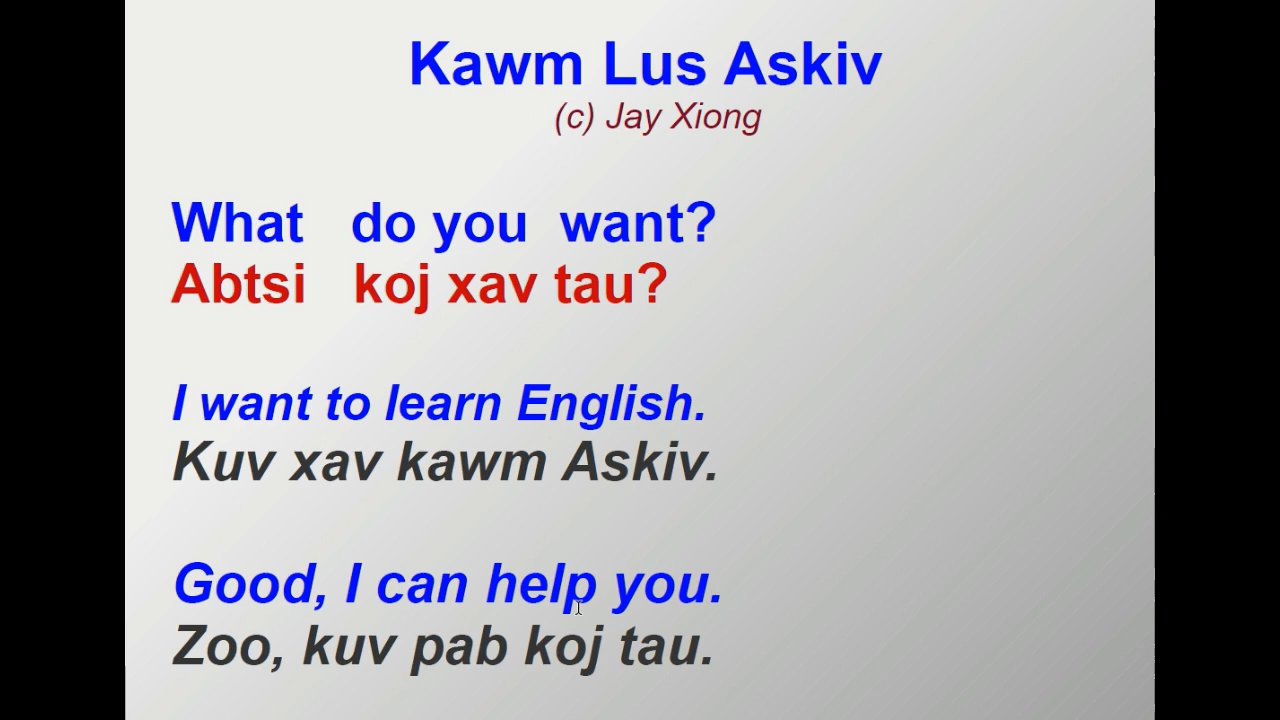 Kawm Lus Askiv
(c) Jay Xiong
What do you want?
Abtsi koj xav tau?
I want to learn English.
Kuv xav kawm Askiv.
Good, I can help you.
Zoo, kuv pab koj tau.